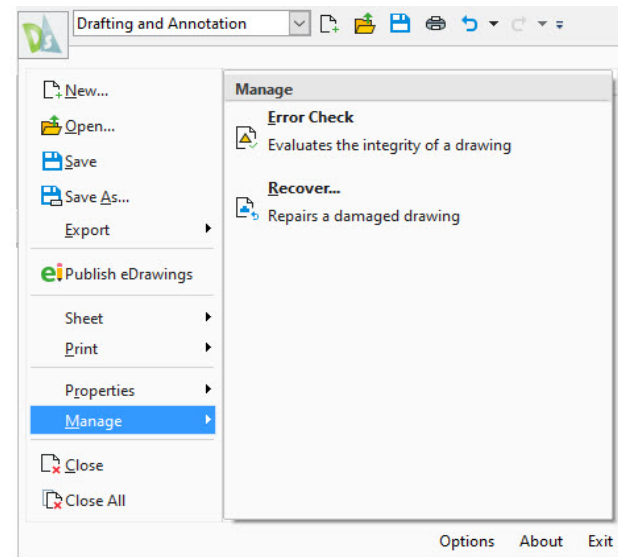 Drafting and Annotation
DS
New...
Open...
Save
Save As...
Export
Publish eDrawings
Sheet
Print
Properties
Manage
Close
Close All
Manage
Error Check
Evaluates the integrity of a drawing
Recover...
Repairs a damaged drawing
Options About Exit